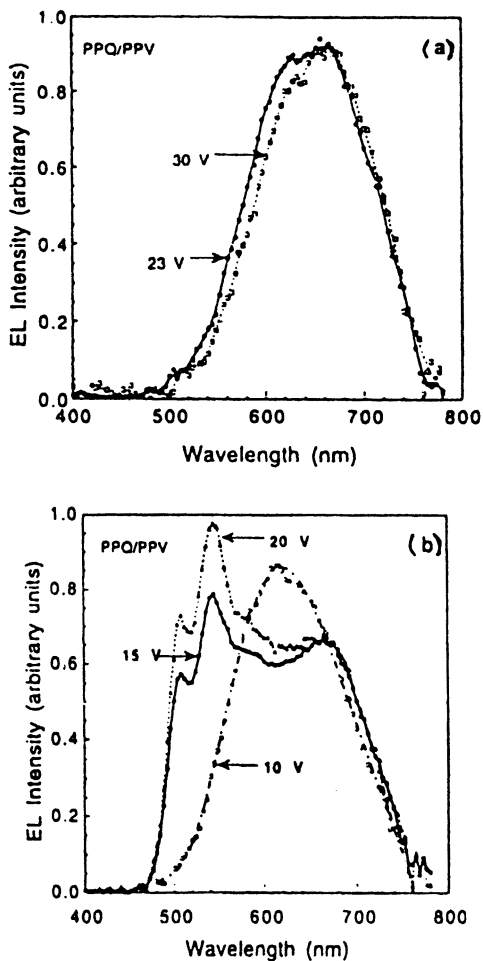 PPQ/PPV
(a)
EL Intensity (arbitrary units)
1.0
0.8
0.6
0.4
0.2
0.0
30 V
23 V
400 500 600 700 800
Wavelength (nm)
PPQ/PPV
(b)
EL Intensity (arbitrary units)
1.0
0.8
0.6
0.4
0.2
0.0
20 V
15 V
10 V
400 500 600 700 800
Wavelength (nm)